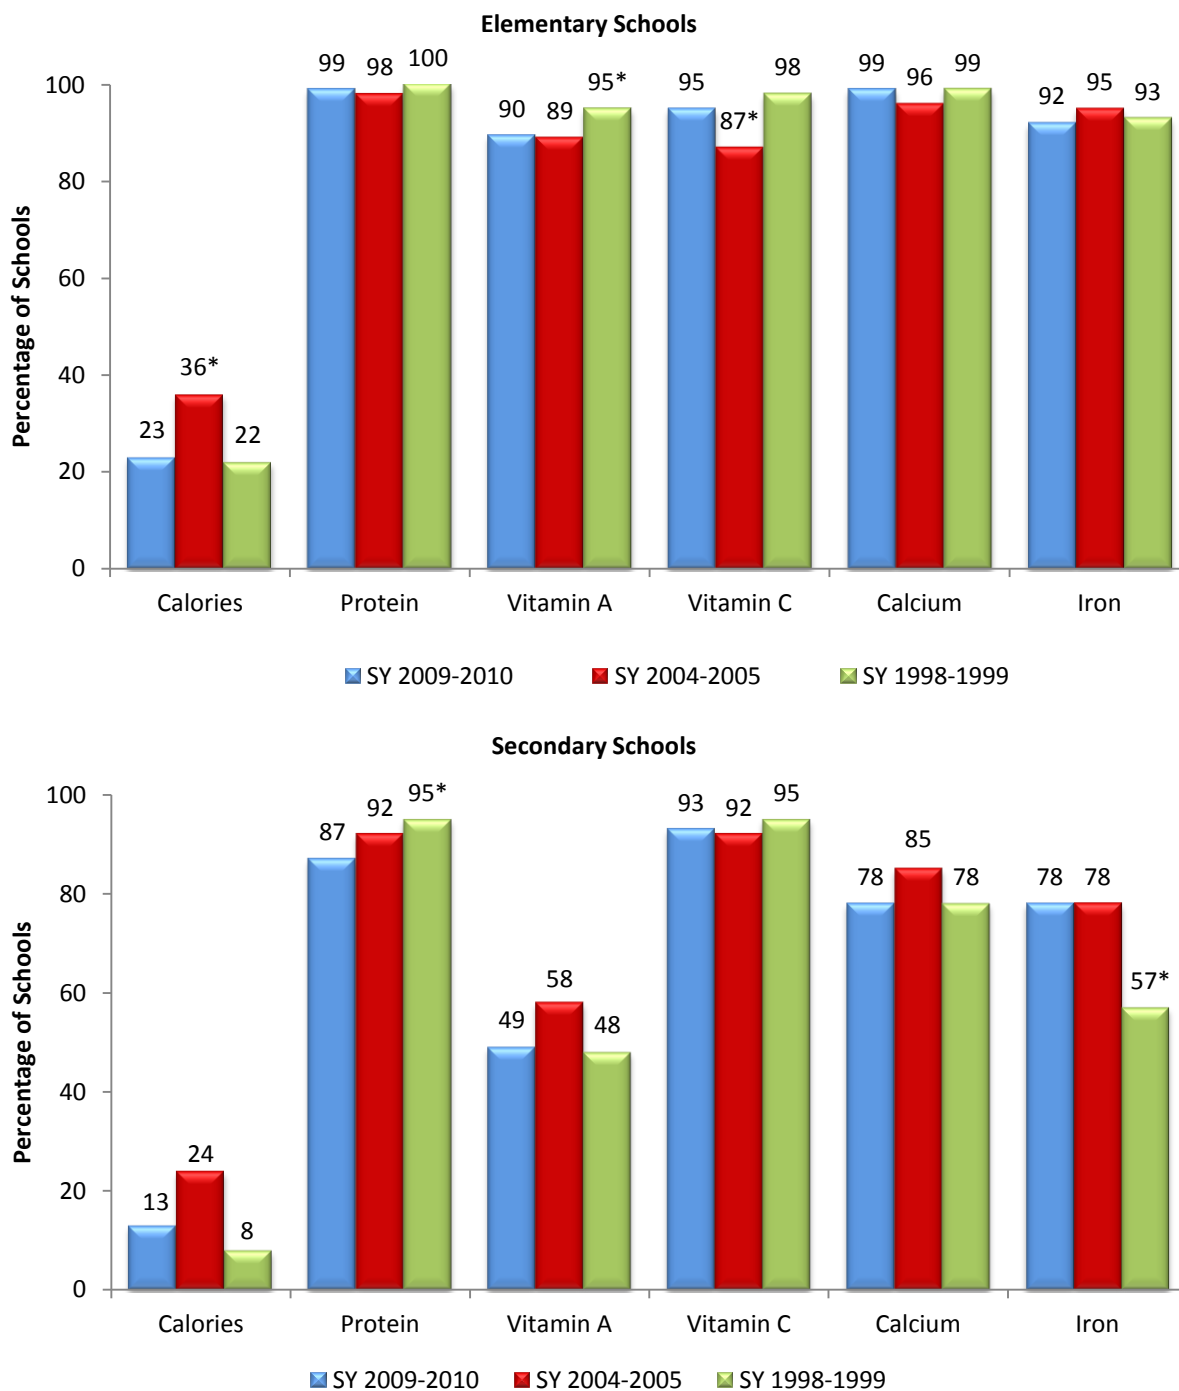 Elementary Schools
99 98 100 95* 95 98 99 96 99 92 95 93
90 89 87*
36*
23 22
100
80
60
40
20
0
Percentage of Schools
Calories Protein Vitamin A Vitamin C Calcium Iron
SY 2009-2010 SY 2004-2005 SY 1998-1999
Secondary Schools
87 92 95* 93 92 95
78 85 78 78 78
49 58 48 57*
13 24 8
100
80
60
40
20
0
Percentage of Schools
Calories Protein Vitamin A Vitamin C Calcium Iron
SY 2009-2010 SY 2004-2005 SY 1998-1999